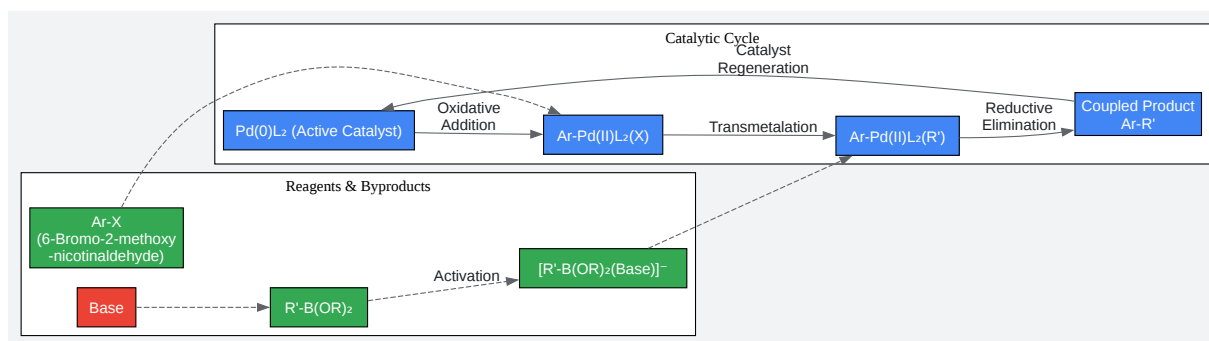 Catalytic Cycle
Catalyst
Regeneration
Pd(0)L₂ (Active Catalyst)
Oxidative
Addition
Ar-Pd(II)L₂(X)
Transmetalation
Ar-Pd(II)L₂(R')
Reductive
Elimination
Coupled Product
Ar-R'
Reagents & Byproducts
Ar-X
(6-Bromo-2-methoxy
-nicotinaldehyde)
Base
R'-B(OR)₂
Activation
[R'-B(OR)₂(Base)]⁻